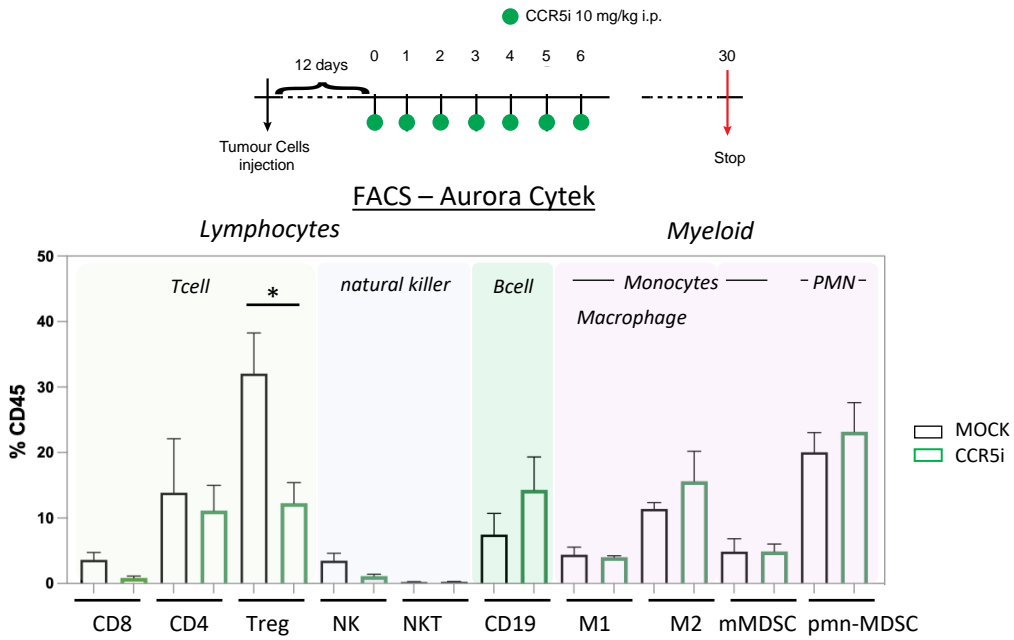 CCR5i 10 mg/kg i.p.
12 days
0 1 2 3 4 5 6 30
Tumour Cells
injection
Stop
FACS – Aurora Cytek
Lymphocytes Myeloid
Tcell natural killer Bcell Monocytes PMN
Macrophage
*
% CD45
50
40
30
20
10
0
MOCK
CCR5i
CD8 CD4 Treg NK NKT CD19 M1 M2 mMDSC pmn-MDSC